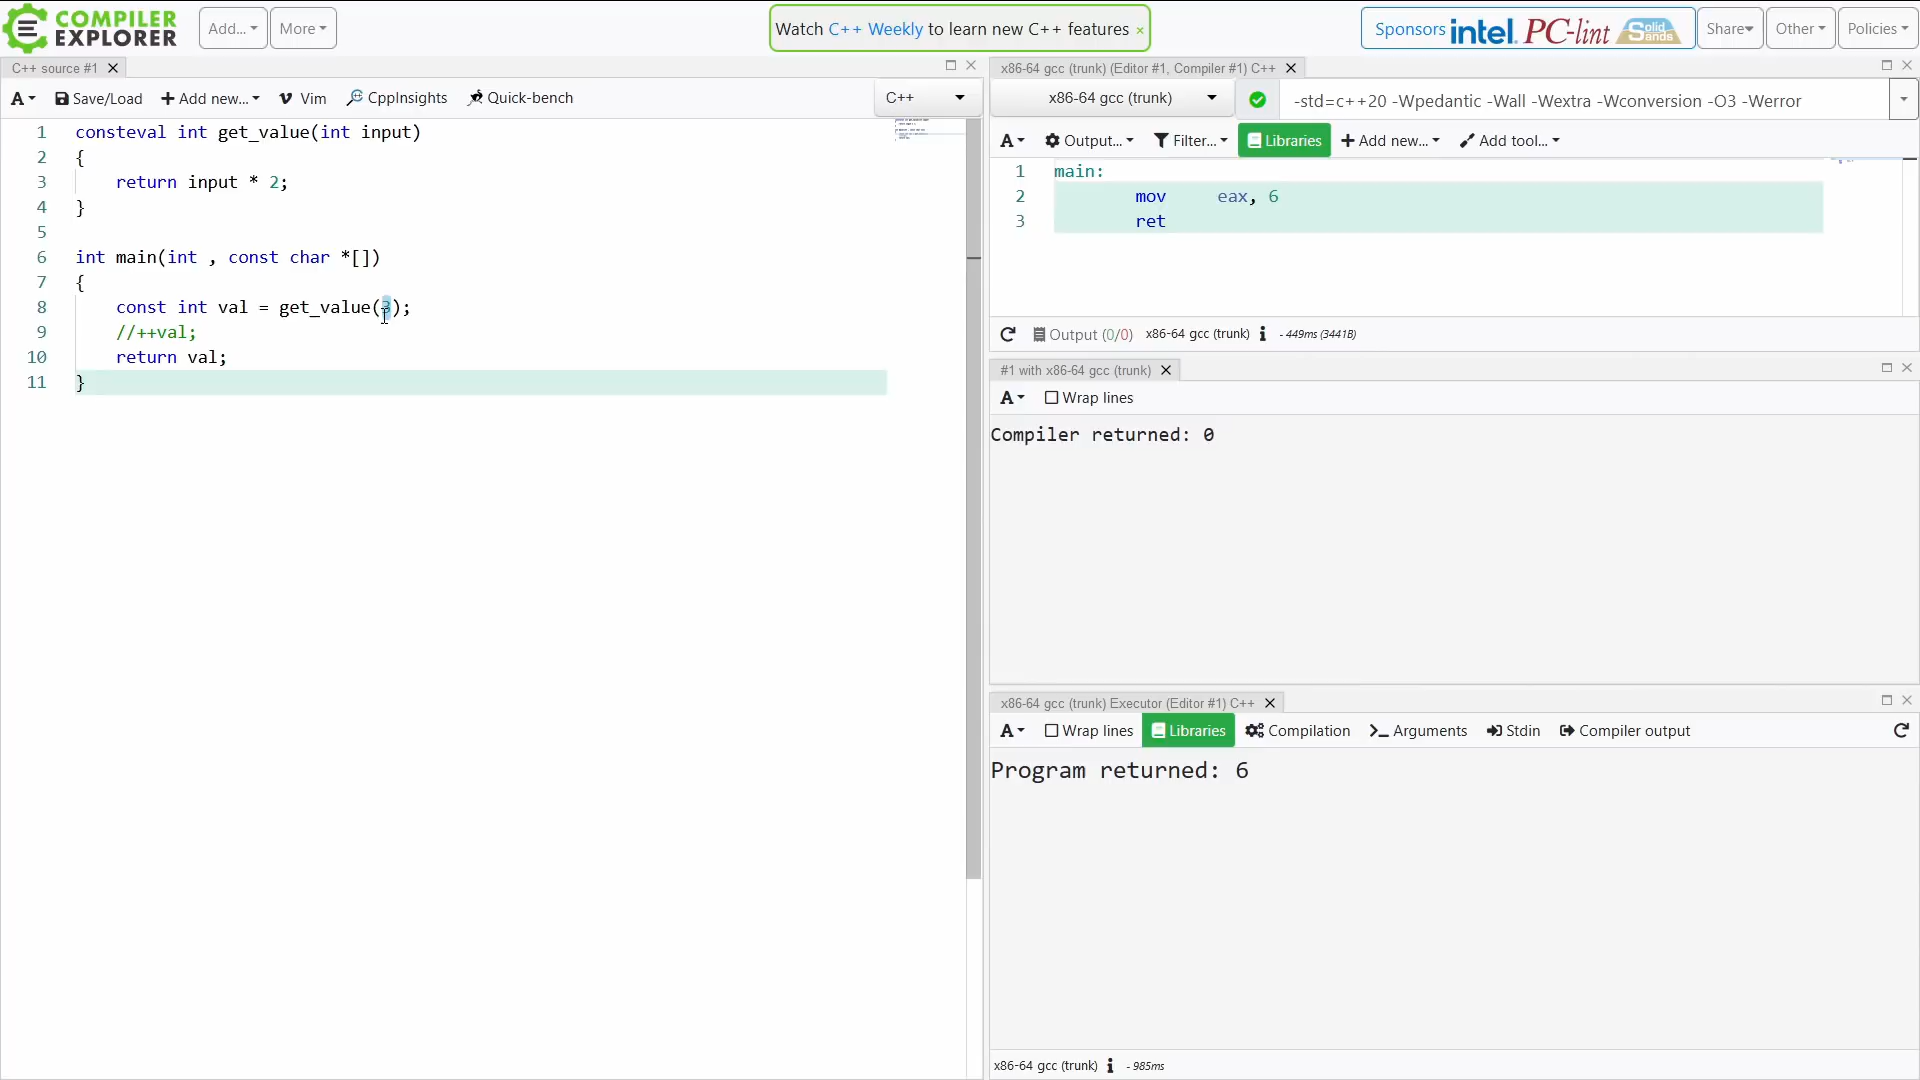 COMPILER
EXPLORER
Add...
More
Watch C++ Weekly to learn new C++ features ×
Sponsors intel. PC-lint Solid Sands
Share
Other
Policies
C++ source #1
A
Save/Load
Add new...
Vim
CppInsights
Quick-bench
C++
1 consteval int get_value(int input)
2 {
3 return input * 2;
4 }
5
6 int main(int , const char *[])
7 {
8 const int val = get_value(3);
9 //++val;
10 return val;
11 }
x86-64 gcc (trunk) (Editor #1, Compiler #1) C++
x86-64 gcc (trunk)
-std=c++20 -Wpedantic -Wall -Wextra -Wconversion -O3 -Werror
A
Output...
Filter...
Libraries
Add new...
Add tool...
1 main:
2 mov eax, 6
3 ret
Output (0/0) x86-64 gcc (trunk) i - 449ms (3441B)
#1 with x86-64 gcc (trunk)
A
Wrap lines
Compiler returned: 0
x86-64 gcc (trunk) Executor (Editor #1) C++
A
Wrap lines
Libraries
Compilation
Arguments
Stdin
Compiler output
Program returned: 6
x86-64 gcc (trunk) i - 985ms